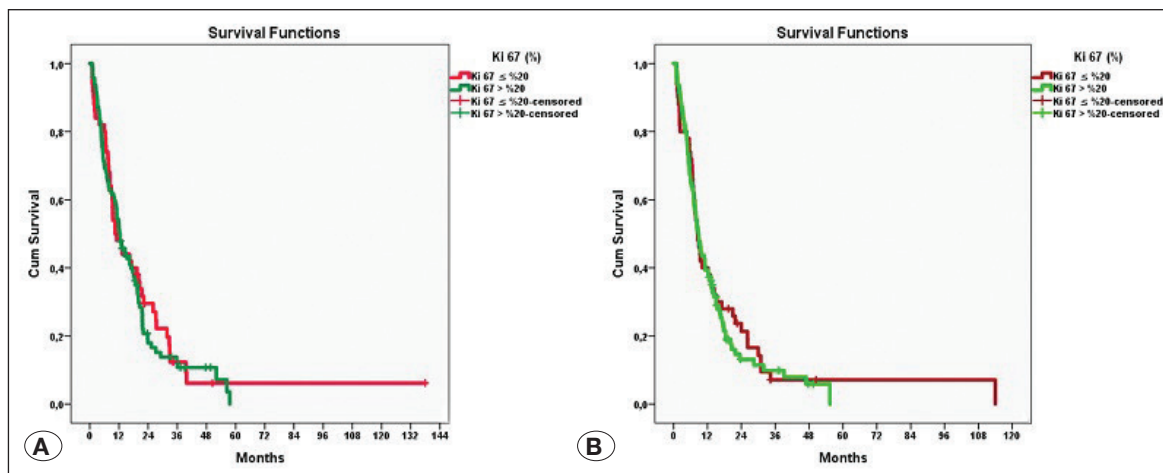 Survival Functions
Ki 67 (%)
Ki 67 ≤ %20
Ki 67 > %20
Ki 67 ≤ %20-censored
Ki 67 > %20-censored
1,0
0,8
0,6
0,4
0,2
0,0
Cum Survival
0 12 24 36 48 60 72 84 96 108 120 132 144
Months
A
Survival Functions
Ki 67 (%)
Ki 67 ≤ %20
Ki 67 > %20
Ki 67 ≤ %20-censored
Ki 67 > %20-censored
1,0
0,8
0,6
0,4
0,2
0,0
Cum Survival
0 12 24 36 48 60 72 84 96 108 120
Months
B